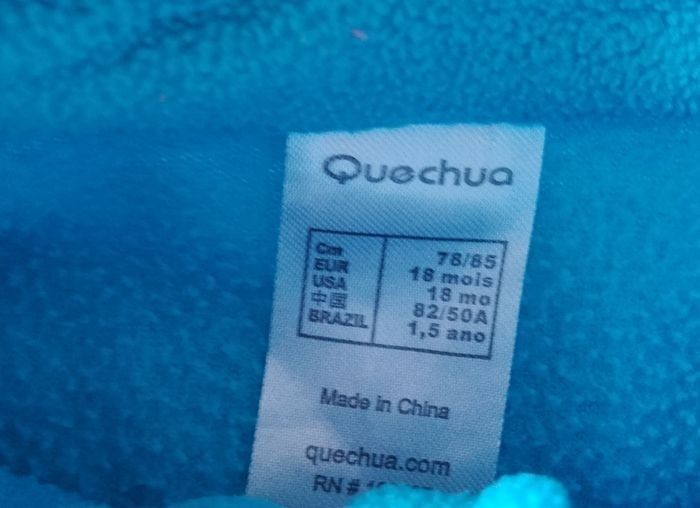 Quechua
Cm 78/85
EUR 18 mois
USA 18 mo
中国 82/50A
BRAZIL 1,5 ano
Made in China
quechua.com
RN #